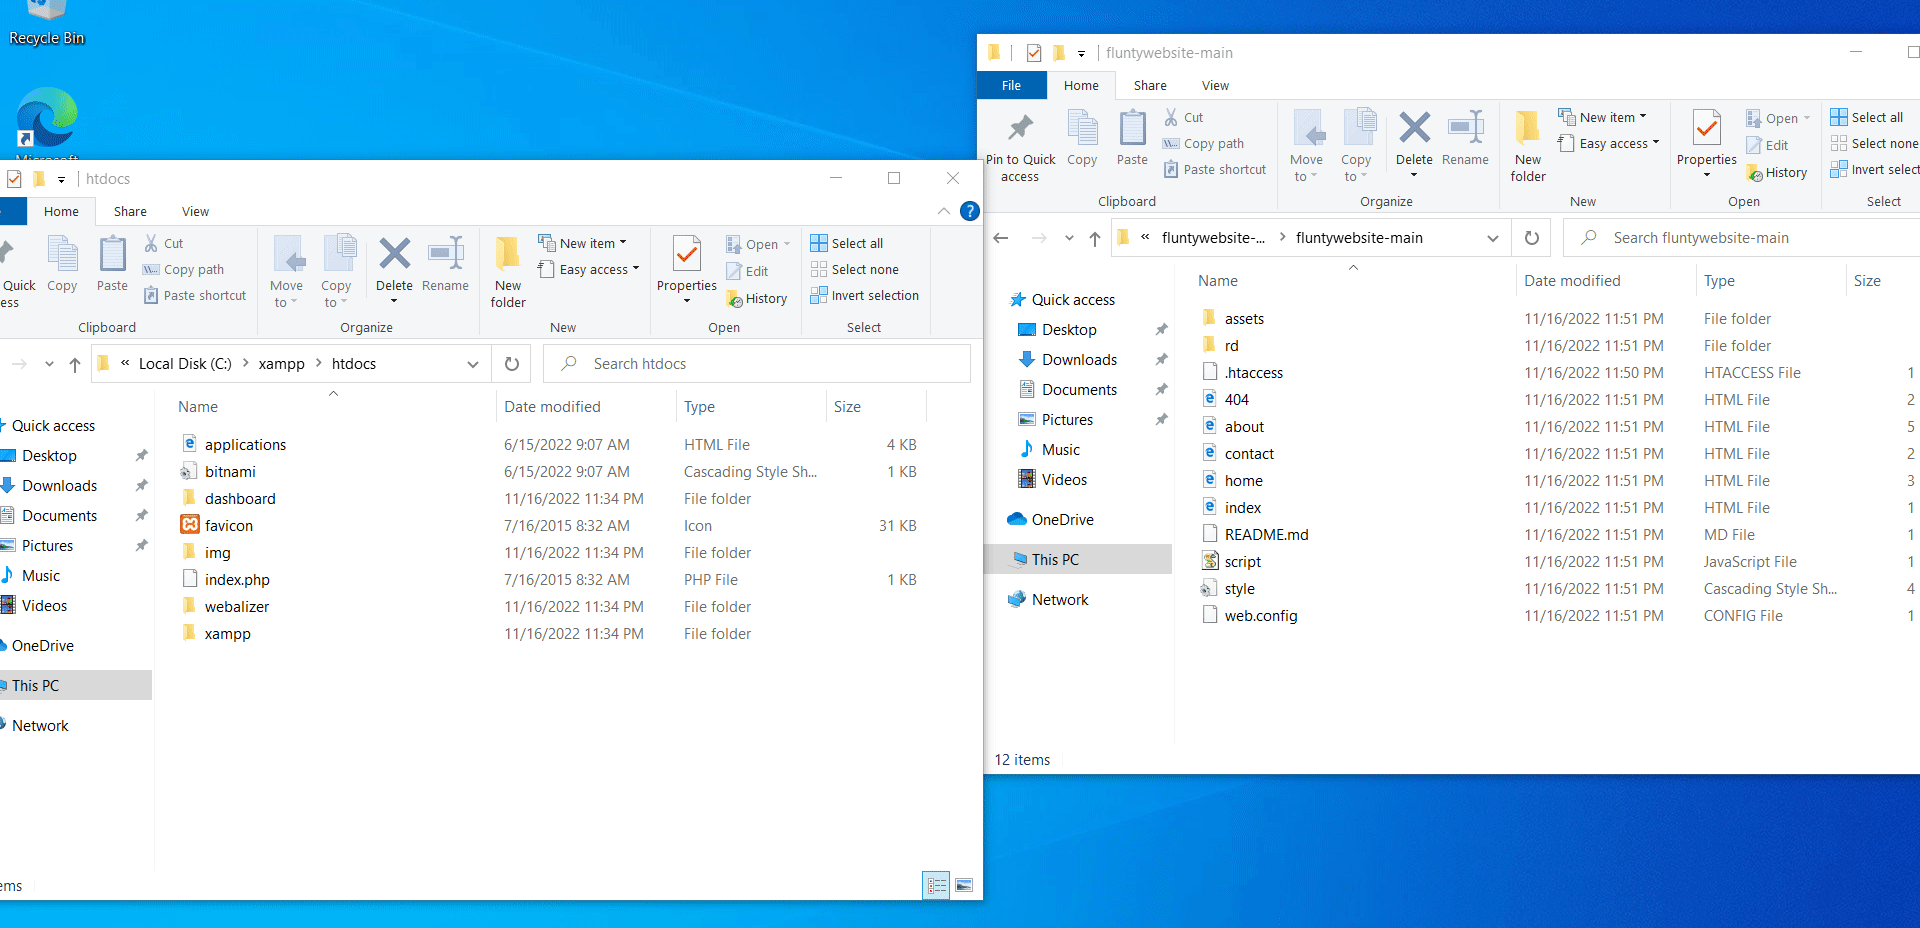 Recycle Bin
Microsoft
htdocs
Home Share View
Quick
ess
Copy
Paste
Cut
Copy path
Paste shortcut
Clipboard
Move to
Copy to
Delete
Rename
Organize
New folder
New item
Easy access
New
Properties
Open
Edit
History
Open
Select all
Select none
Invert selection
Select
« Local Disk (C:) > xampp > htdocs
Search htdocs
Quick access
Desktop
Downloads
Documents
Pictures
Music
Videos
OneDrive
This PC
Network
Name Date modified Type Size
applications 6/15/2022 9:07 AM HTML File 4 KB
bitnami 6/15/2022 9:07 AM Cascading Style Sh... 1 KB
dashboard 11/16/2022 11:34 PM File folder
favicon 7/16/2015 8:32 AM Icon 31 KB
img 11/16/2022 11:34 PM File folder
index.php 7/16/2015 8:32 AM PHP File 1 KB
webalizer 11/16/2022 11:34 PM File folder
xampp 11/16/2022 11:34 PM File folder
ems
fluntywebsite-main
File Home Share View
Pin to Quick access
Copy
Paste
Cut
Copy path
Paste shortcut
Clipboard
Move to
Copy to
Delete
Rename
Organize
New folder
New item
Easy access
New
Properties
Open
Edit
History
Open
Select all
Select none
Invert select
Select
« fluntywebsite-... > fluntywebsite-main
Search fluntywebsite-main
Quick access
Desktop
Downloads
Documents
Pictures
Music
Videos
OneDrive
This PC
Network
Name Date modified Type Size
assets 11/16/2022 11:51 PM File folder
rd 11/16/2022 11:51 PM File folder
.htaccess 11/16/2022 11:50 PM HTACCESS File 1
404 11/16/2022 11:51 PM HTML File 2
about 11/16/2022 11:51 PM HTML File 5
contact 11/16/2022 11:51 PM HTML File 2
home 11/16/2022 11:51 PM HTML File 3
index 11/16/2022 11:51 PM HTML File 1
README.md 11/16/2022 11:51 PM MD File 1
script 11/16/2022 11:51 PM JavaScript File 1
style 11/16/2022 11:51 PM Cascading Style Sh... 4
web.config 11/16/2022 11:51 PM CONFIG File 1
12 items